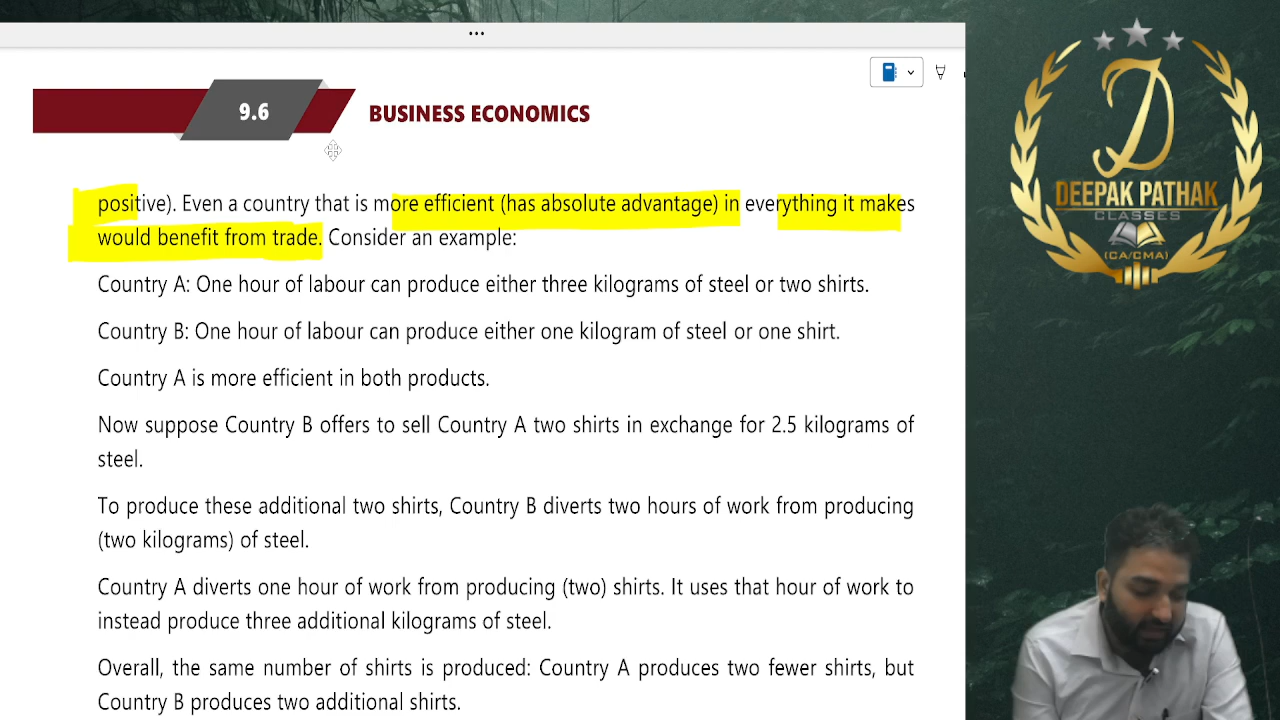 9.6
BUSINESS ECONOMICS
positive). Even a country that is more efficient (has absolute advantage) in everything it makes
would benefit from trade. Consider an example:
Country A: One hour of labour can produce either three kilograms of steel or two shirts.
Country B: One hour of labour can produce either one kilogram of steel or one shirt.
Country A is more efficient in both products.
Now suppose Country B offers to sell Country A two shirts in exchange for 2.5 kilograms of
steel.
To produce these additional two shirts, Country B diverts two hours of work from producing
(two kilograms) of steel.
Country A diverts one hour of work from producing (two) shirts. It uses that hour of work to
instead produce three additional kilograms of steel.
Overall, the same number of shirts is produced: Country A produces two fewer shirts, but
Country B produces two additional shirts.
D
DEEPAK PATHAK
CLASSES
(CA/CMA)